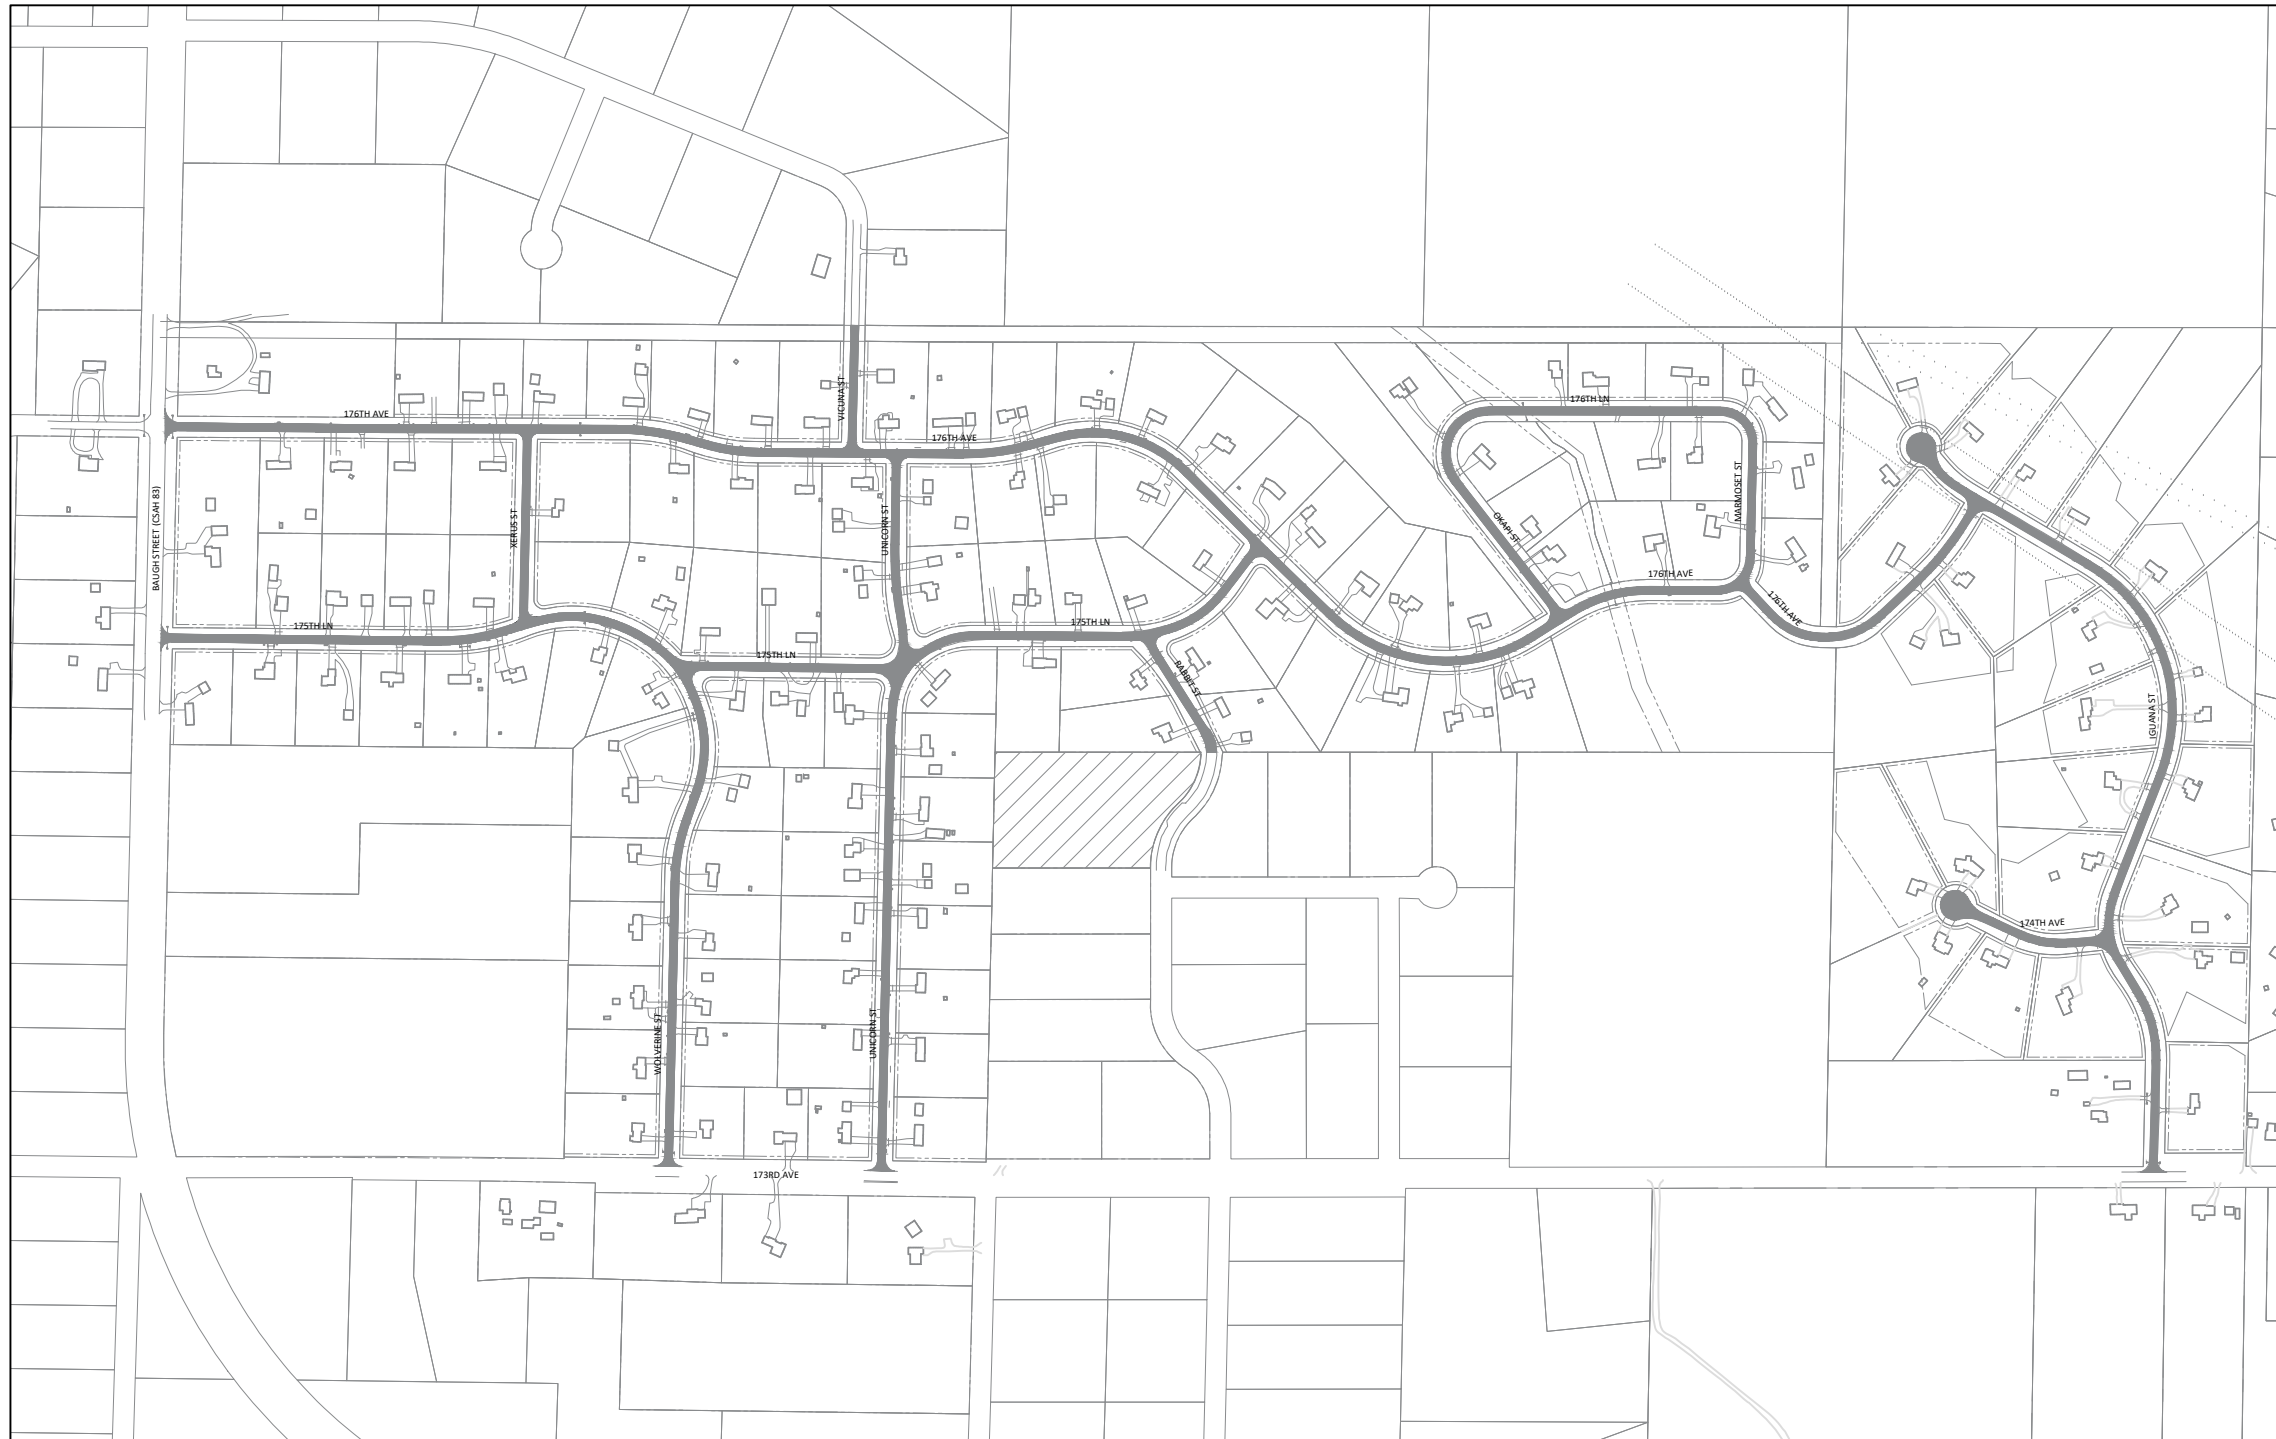 176TH LN
VICUNA ST
176TH AVE
176TH AVE
MARMOSET ST
BAUGH STREET (CSAH 83)
XERUS ST
UNICORN ST
OKAPI ST
176TH AVE
176TH AVE
175TH LN
175TH LN
175TH LN
RABBIT ST
IGUANA ST
174TH AVE
WOLVERINE ST
UNICORN ST
173RD AVE